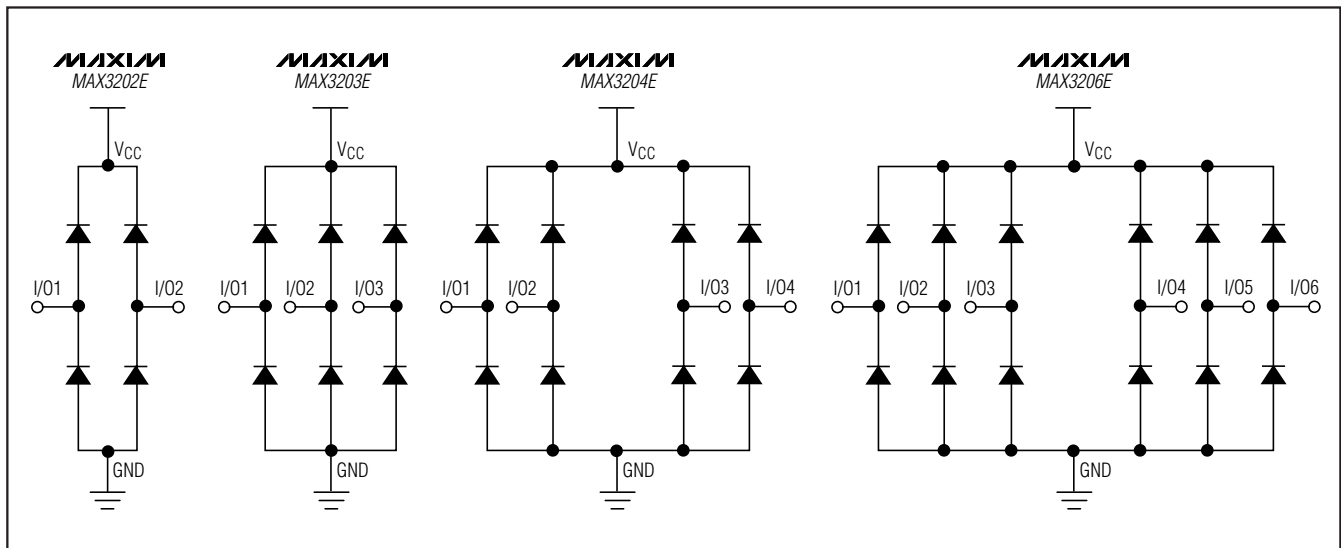 MAXIM
MAX3202E
VCC
I/O1
I/O2
GND
MAXIM
MAX3203E
VCC
I/O1
I/O2
I/O3
GND
MAXIM
MAX3204E
VCC
I/O1
I/O2
I/O3
I/O4
GND
MAXIM
MAX3206E
VCC
I/O1
I/O2
I/O3
I/O4
I/O5
I/O6
GND